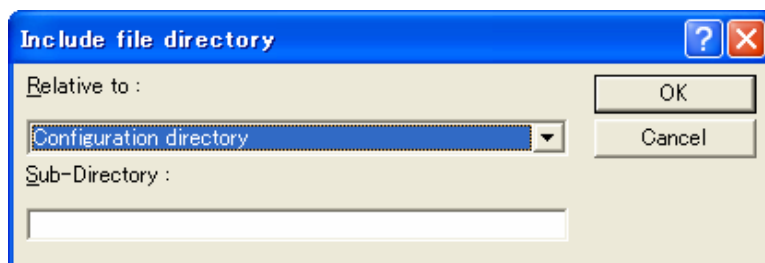 Include file directory
Relative to :
OK
Configuration directory
Cancel
Sub-Directory :